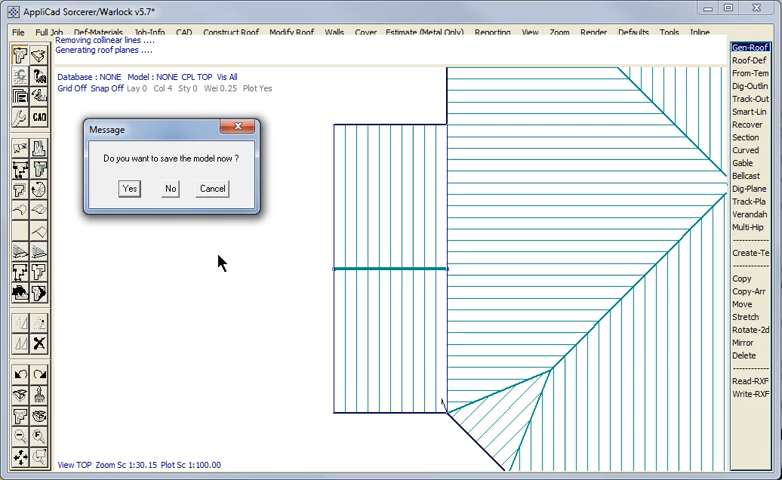 AppliCad Sorcerer/Warlock v5.7*
File Full Job Def-Materials Job-Info CAD Construct Roof Modify Roof Walls Cover Estimate (Metal Only) Reporting View Zoom Render Defaults Tools Inline
Removing collinear lines ....
Generating roof planes ....
Database : NONE Model : NONE CPL TOP Vis All
Grid Off Snap Off Lay 0 Col 4 Sty 0 Wei 0.25 Plot Yes
Message
Do you want to save the model now ?
Yes No Cancel
CAD
Gen-Roof
Roof-Def
From-Tem
Dig-Outlin
Track-Out
Smart-Lin
Recover
Section
Curved
Gable
Bellcast
Dig-Plane
Track-Pla
Verandah
Multi-Hip
Create-Te
Copy
Copy-Arr
Move
Stretch
Rotate-2d
Mirror
Delete
Read-RXF
Write-RXF
View TOP Zoom Sc 1:30.15 Plot Sc 1:100.00